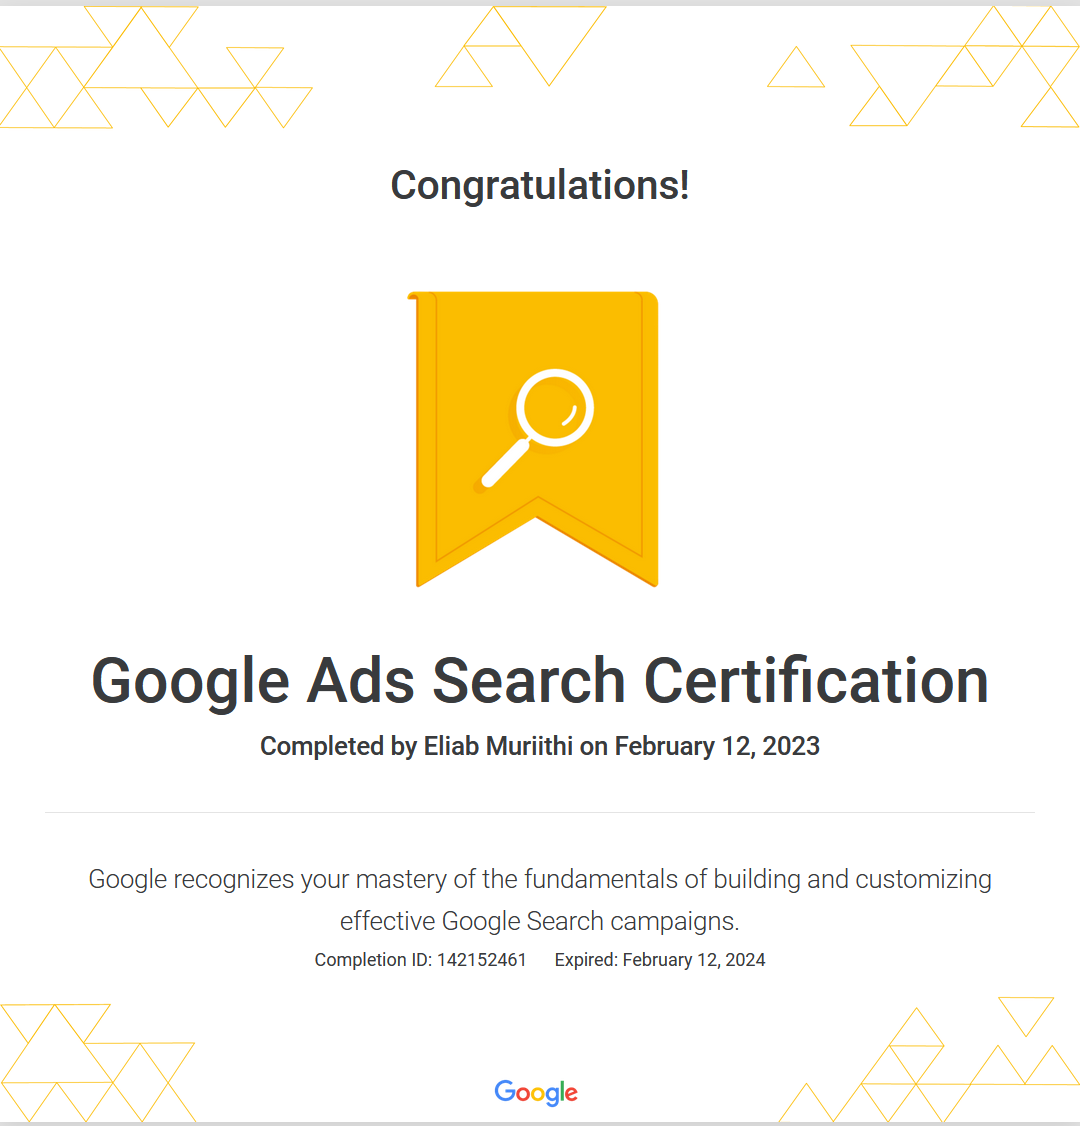 Congratulations!
Google Ads Search Certification
Completed by Eliab Muriithi on February 12, 2023
Google recognizes your mastery of the fundamentals of building and customizing
effective Google Search campaigns.
Completion ID: 142152461 Expired: February 12, 2024
Google